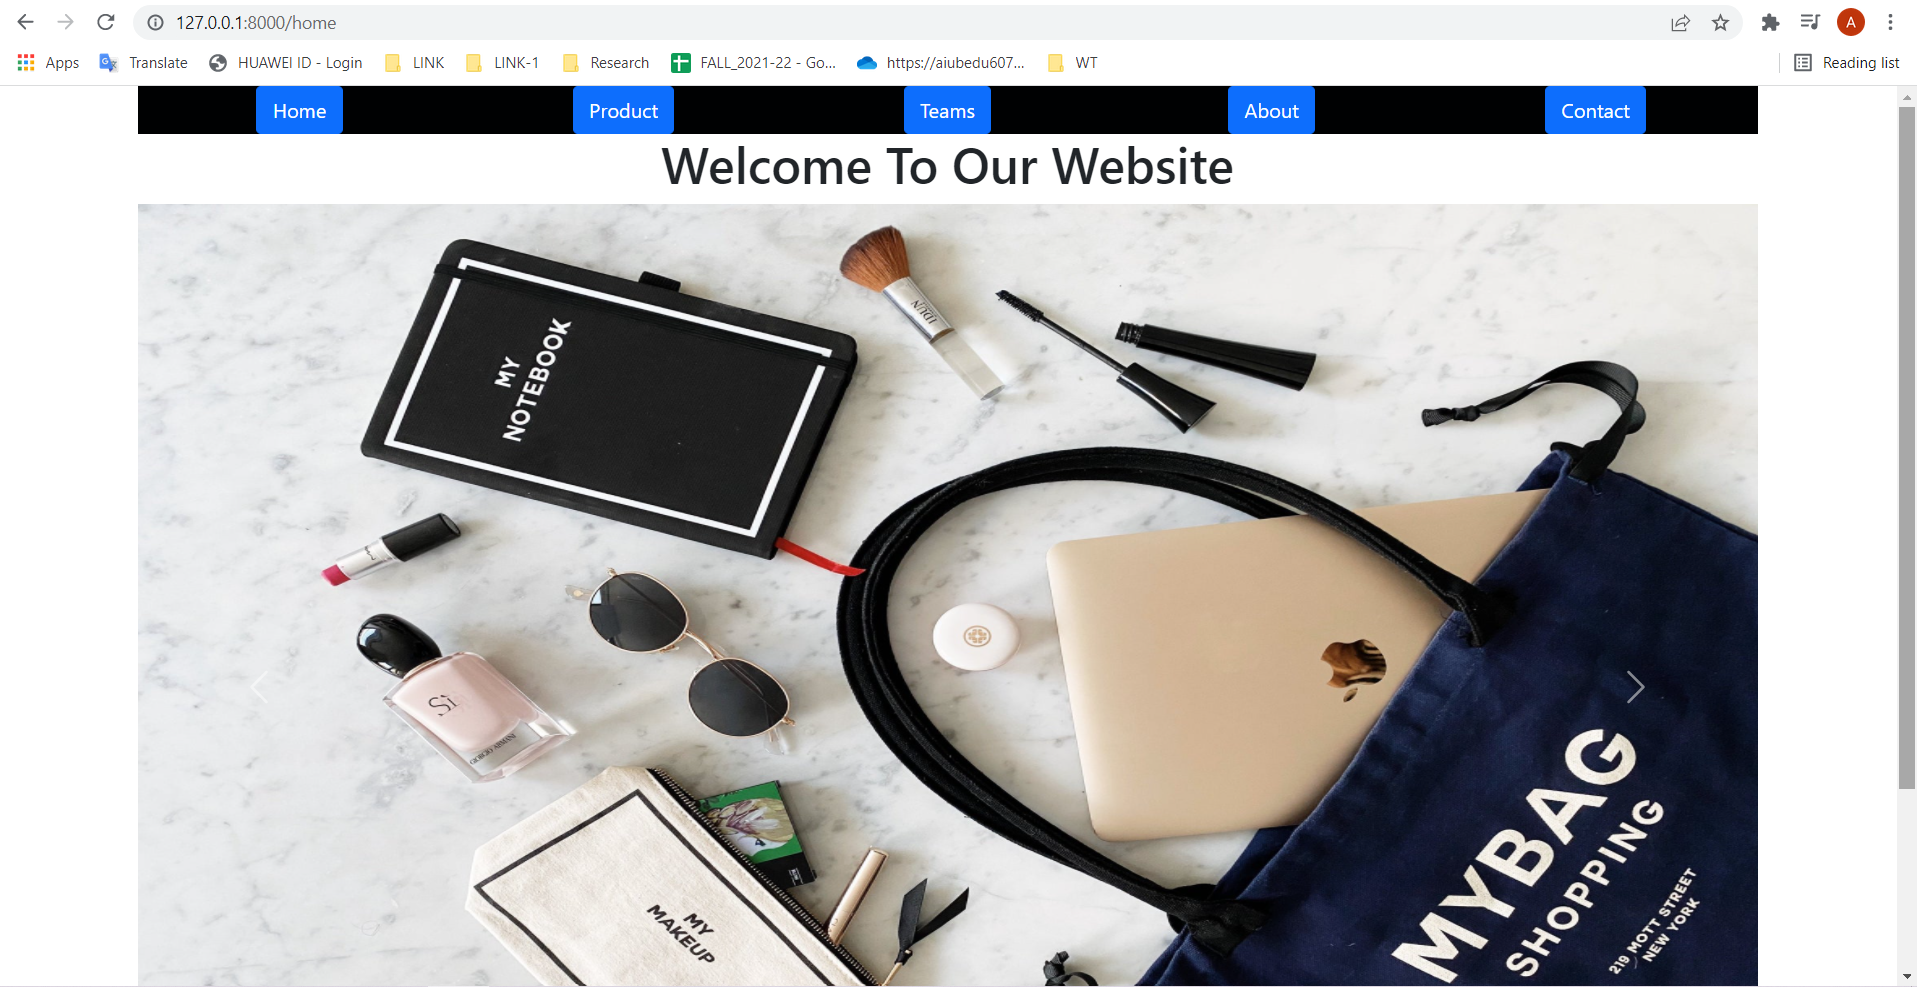 127.0.0.1:8000/home
A
Apps
Translate
HUAWEI ID - Login
LINK
LINK-1
Research
FALL_2021-22 - Go...
https://aiubedu607...
WT
Reading list
Home
Product
Teams
About
Contact
Welcome To Our Website
MY
NOTEBOOK
IDUN
Sì
GIORGIO ARMANI
MY
MAKEUP
MYBAG
SHOPPING
219 MOTT STREET
NEW YORK